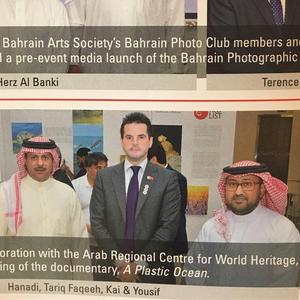 Bahrain Arts Society's Bahrain Photo Club members and
a pre-event media launch of the Bahrain Photographic
Herz Al Banki
Terence
LIST
oration with the Arab Regional Centre for World Heritage,
ing of the documentary, A Plastic Ocean.
Hanadi, Tariq Faqeeh, Kai & Yousif